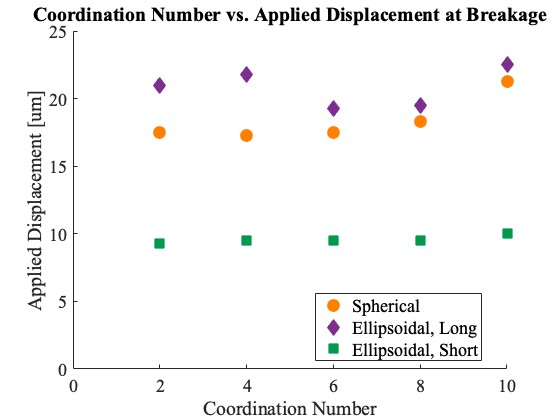 Coordination Number vs. Applied Displacement at Breakage
25
20
15
10
5
0
Applied Displacement [um]
Spherical
Ellipsoidal, Long
Ellipsoidal, Short
0 2 4 6 8 10
Coordination Number